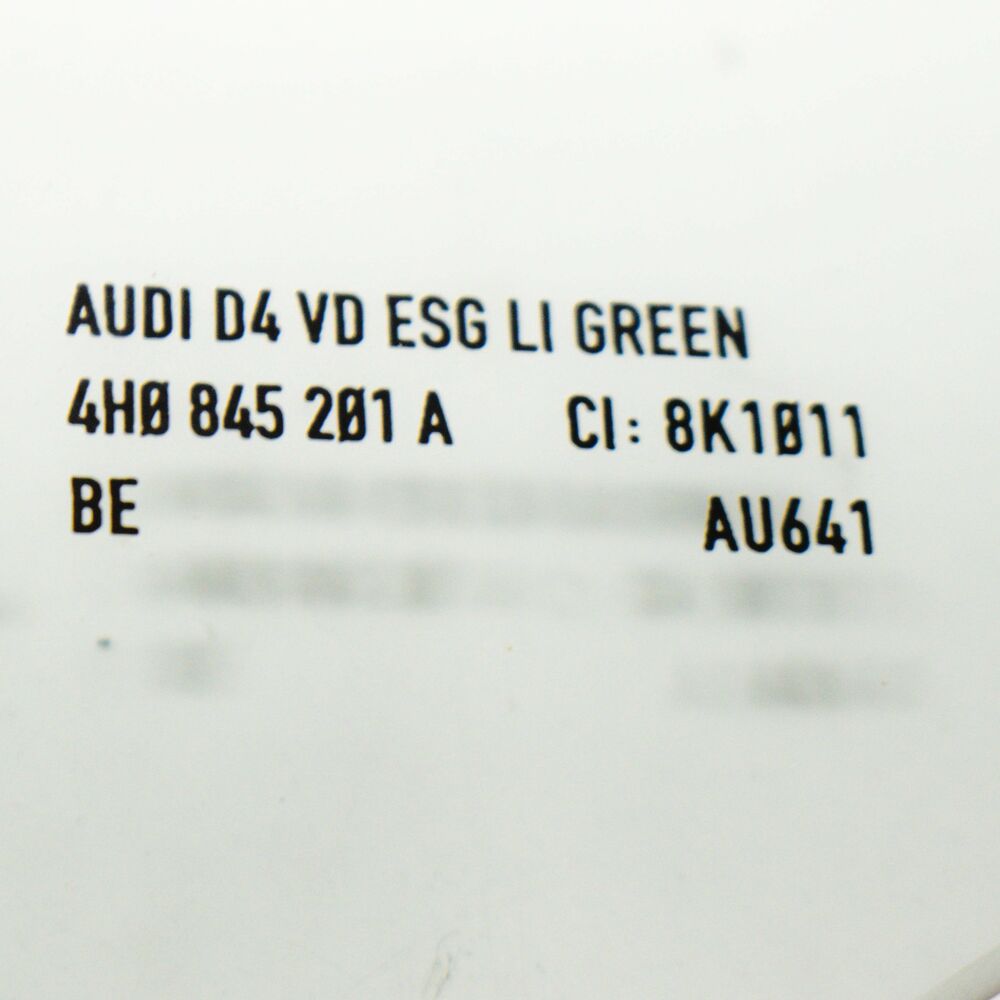 AUDI D4 VD ESG LI GREEN
4H0 845 201 A CI: 8K1011
BE AU641